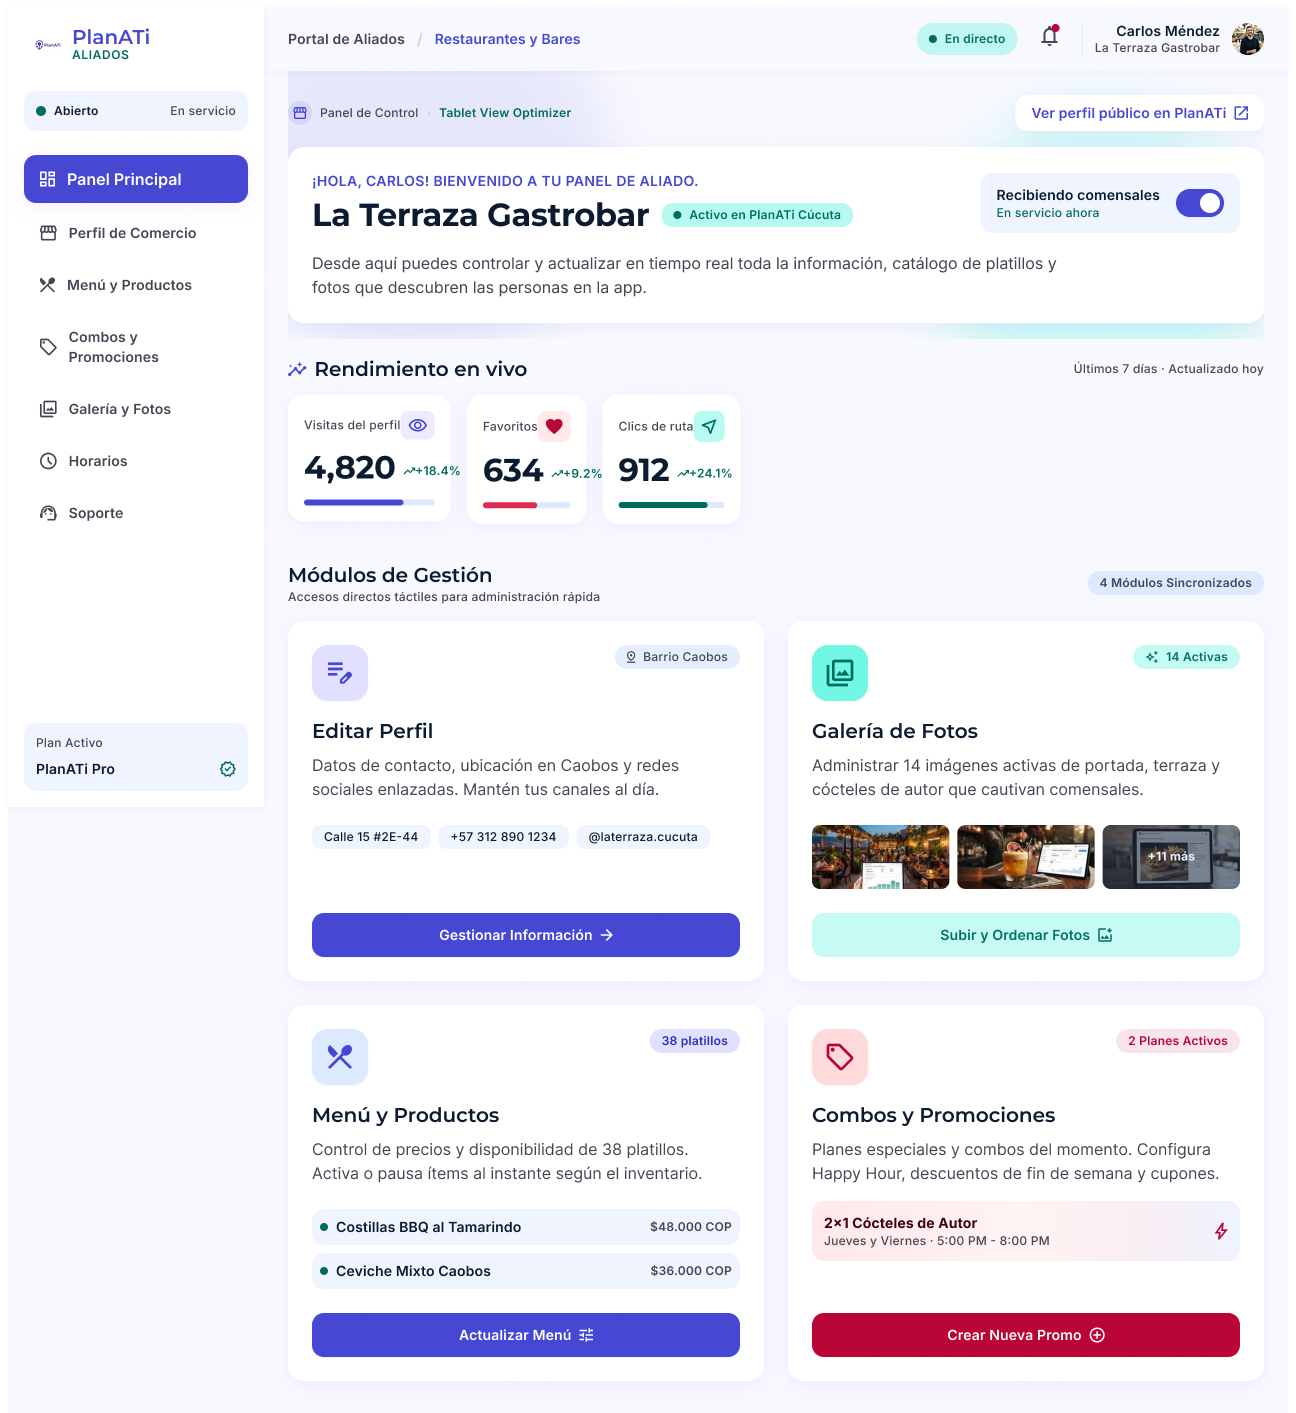 PlanATi
PlanATi
ALIADOS
Portal de Aliados / Restaurantes y Bares
En directo
Carlos Méndez
La Terraza Gastrobar
Abierto
En servicio
Panel Principal
Perfil de Comercio
Menú y Productos
Combos y
Promociones
Galería y Fotos
Horarios
Soporte
Plan Activo
PlanATi Pro
Panel de Control · Tablet View Optimizer
Ver perfil público en PlanATi
¡HOLA, CARLOS! BIENVENIDO A TU PANEL DE ALIADO.
La Terraza Gastrobar
Activo en PlanATi Cúcuta
Recibiendo comensales
En servicio ahora
Desde aquí puedes controlar y actualizar en tiempo real toda la información, catálogo de platillos y
fotos que descubren las personas en la app.
Rendimiento en vivo
Últimos 7 días · Actualizado hoy
Visitas del perfil
4,820 +18.4%
Favoritos
634 +9.2%
Clics de ruta
912 +24.1%
Módulos de Gestión
Accesos directos táctiles para administración rápida
4 Módulos Sincronizados
Barrio Caobos
Editar Perfil
Datos de contacto, ubicación en Caobos y redes
sociales enlazadas. Mantén tus canales al día.
Calle 15 #2E-44
+57 312 890 1234
@laterraza.cucuta
Gestionar Información
14 Activas
Galería de Fotos
Administrar 14 imágenes activas de portada, terraza y
cócteles de autor que cautivan comensales.
+11 más
Subir y Ordenar Fotos
38 platillos
Menú y Productos
Control de precios y disponibilidad de 38 platillos.
Activa o pausa ítems al instante según el inventario.
Costillas BBQ al Tamarindo
$48.000 COP
Ceviche Mixto Caobos
$36.000 COP
Actualizar Menú
2 Planes Activos
Combos y Promociones
Planes especiales y combos del momento. Configura
Happy Hour, descuentos de fin de semana y cupones.
2×1 Cócteles de Autor
Jueves y Viernes · 5:00 PM - 8:00 PM
Crear Nueva Promo